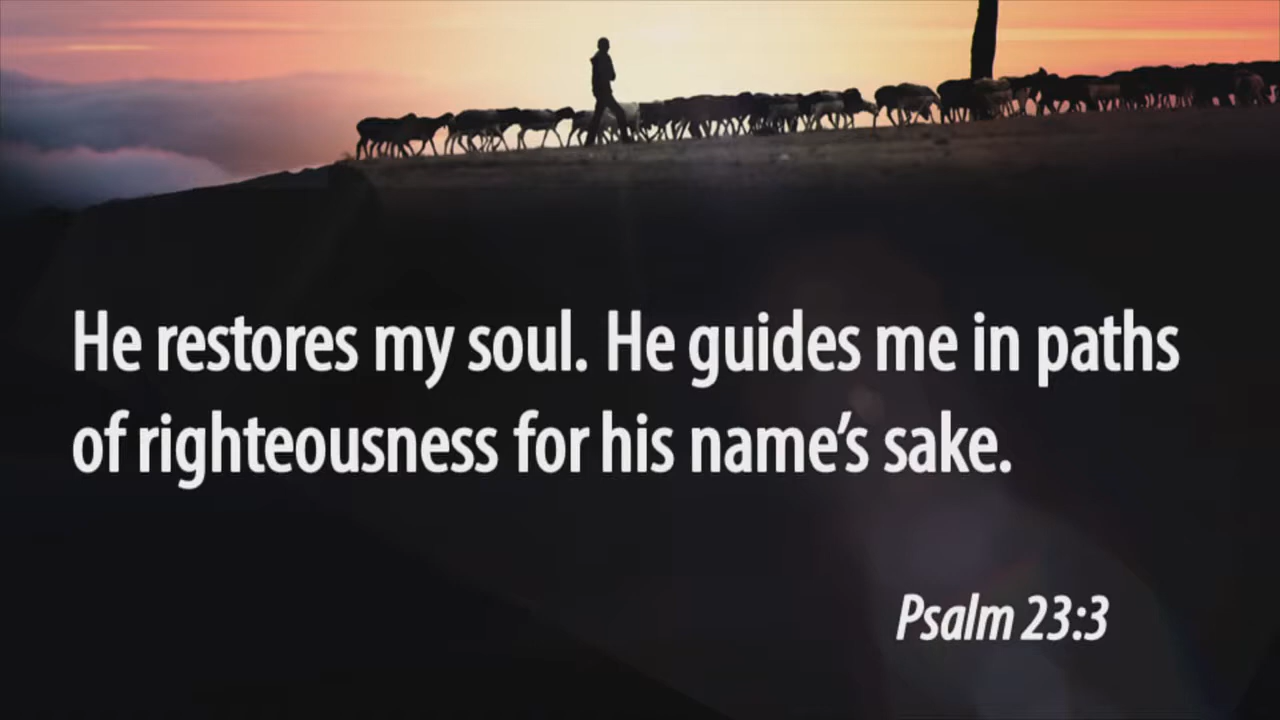 He restores my soul. He guides me in paths
of righteousness for his name’s sake.
Psalm 23:3